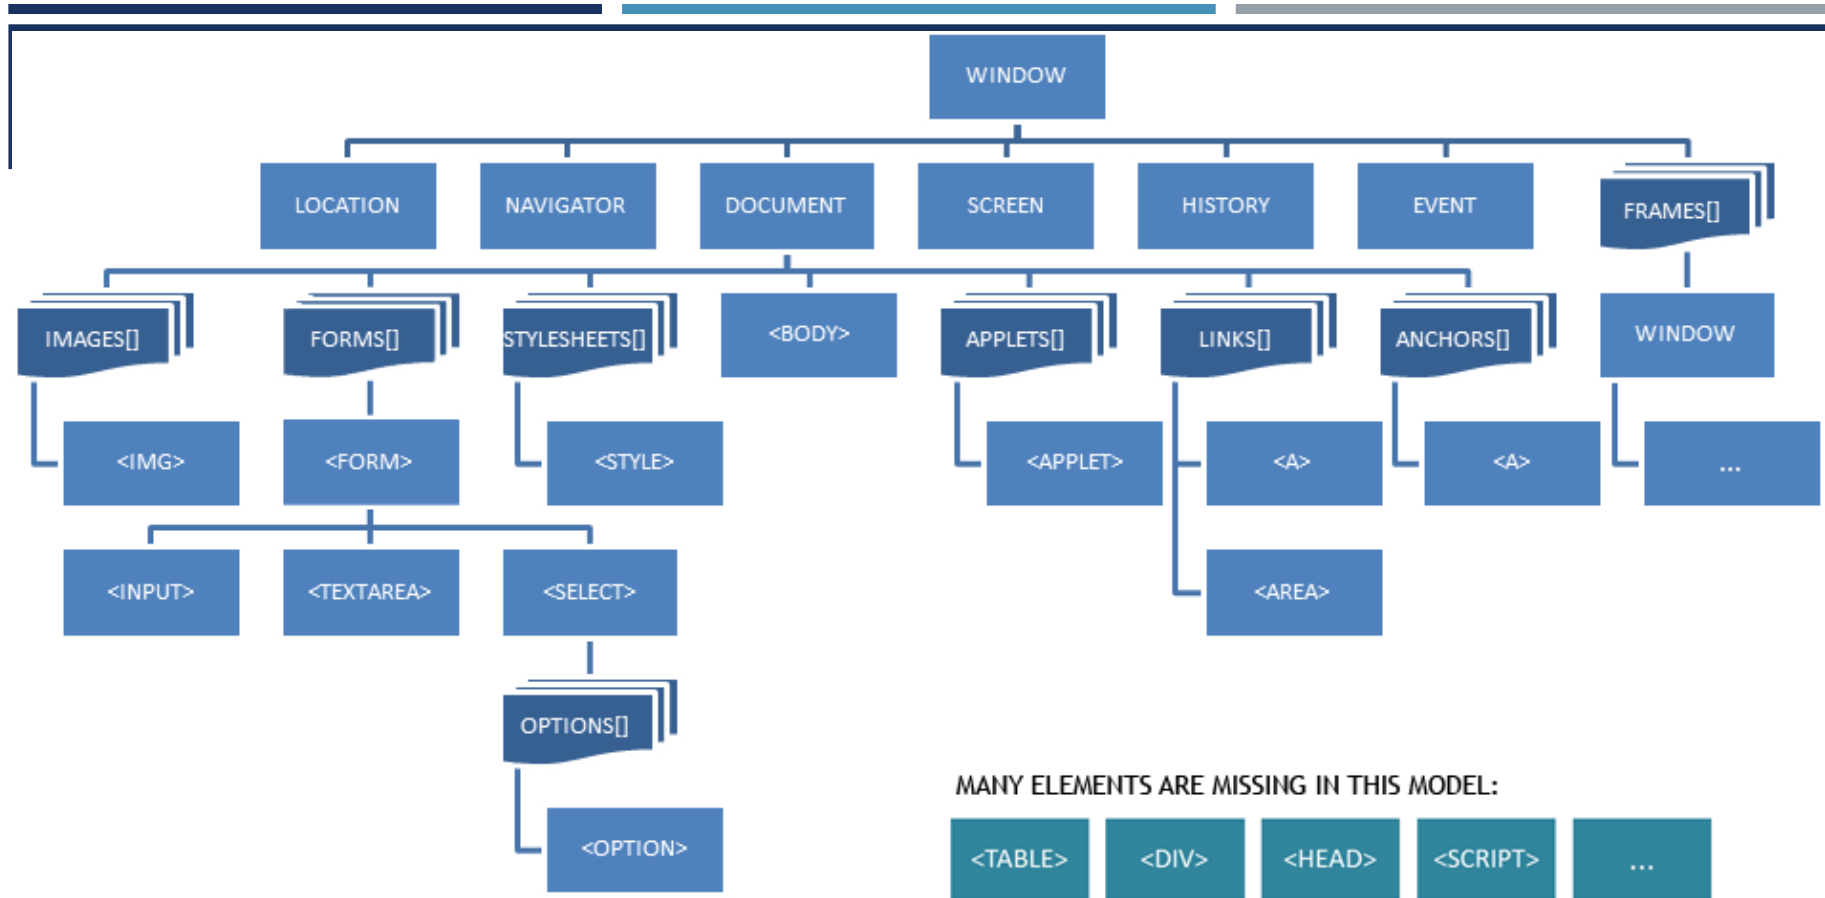 WINDOW
LOCATION
NAVIGATOR
DOCUMENT
SCREEN
HISTORY
EVENT
FRAMES[]
IMAGES[]
FORMS[]
STYLESHEETS[]
<BODY>
APPLETS[]
LINKS[]
ANCHORS[]
WINDOW
<IMG>
<FORM>
<STYLE>
<APPLET>
<A>
<A>
...
<INPUT>
<TEXTAREA>
<SELECT>
<AREA>
OPTIONS[]
<OPTION>
MANY ELEMENTS ARE MISSING IN THIS MODEL:
<TABLE>
<DIV>
<HEAD>
<SCRIPT>
...